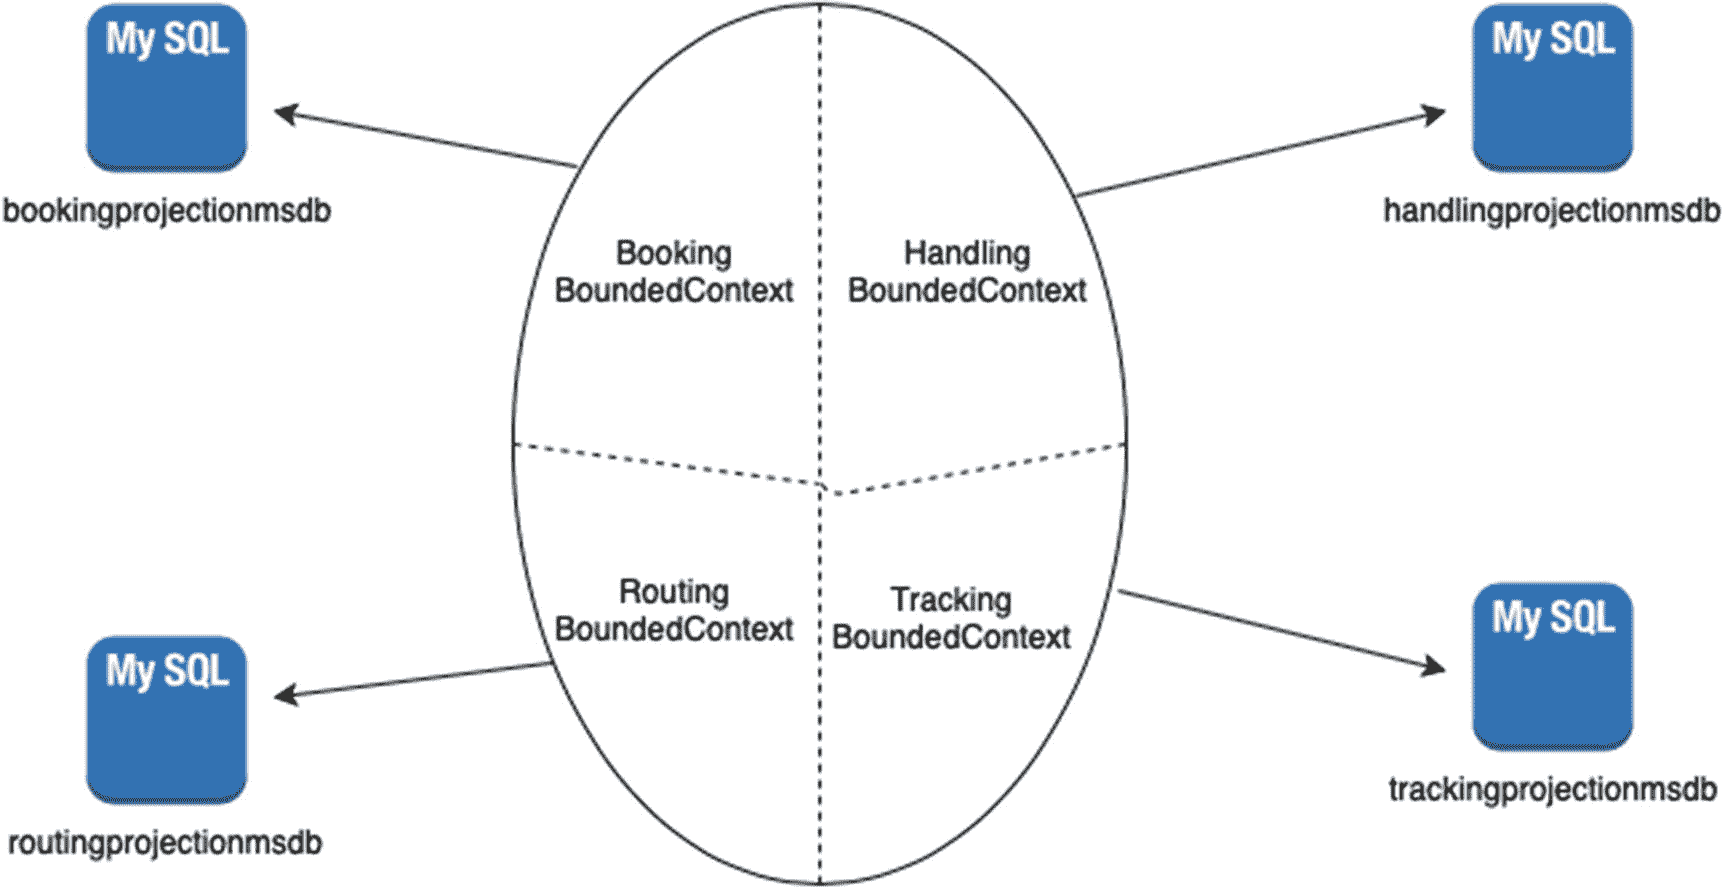 My SQL
bookingprojectionmsdb
My SQL
handlingprojectionmsdb
Booking
BoundedContext
Handling
BoundedContext
Routing
BoundedContext
Tracking
BoundedContext
My SQL
routingprojectionmsdb
My SQL
trackingprojectionmsdb